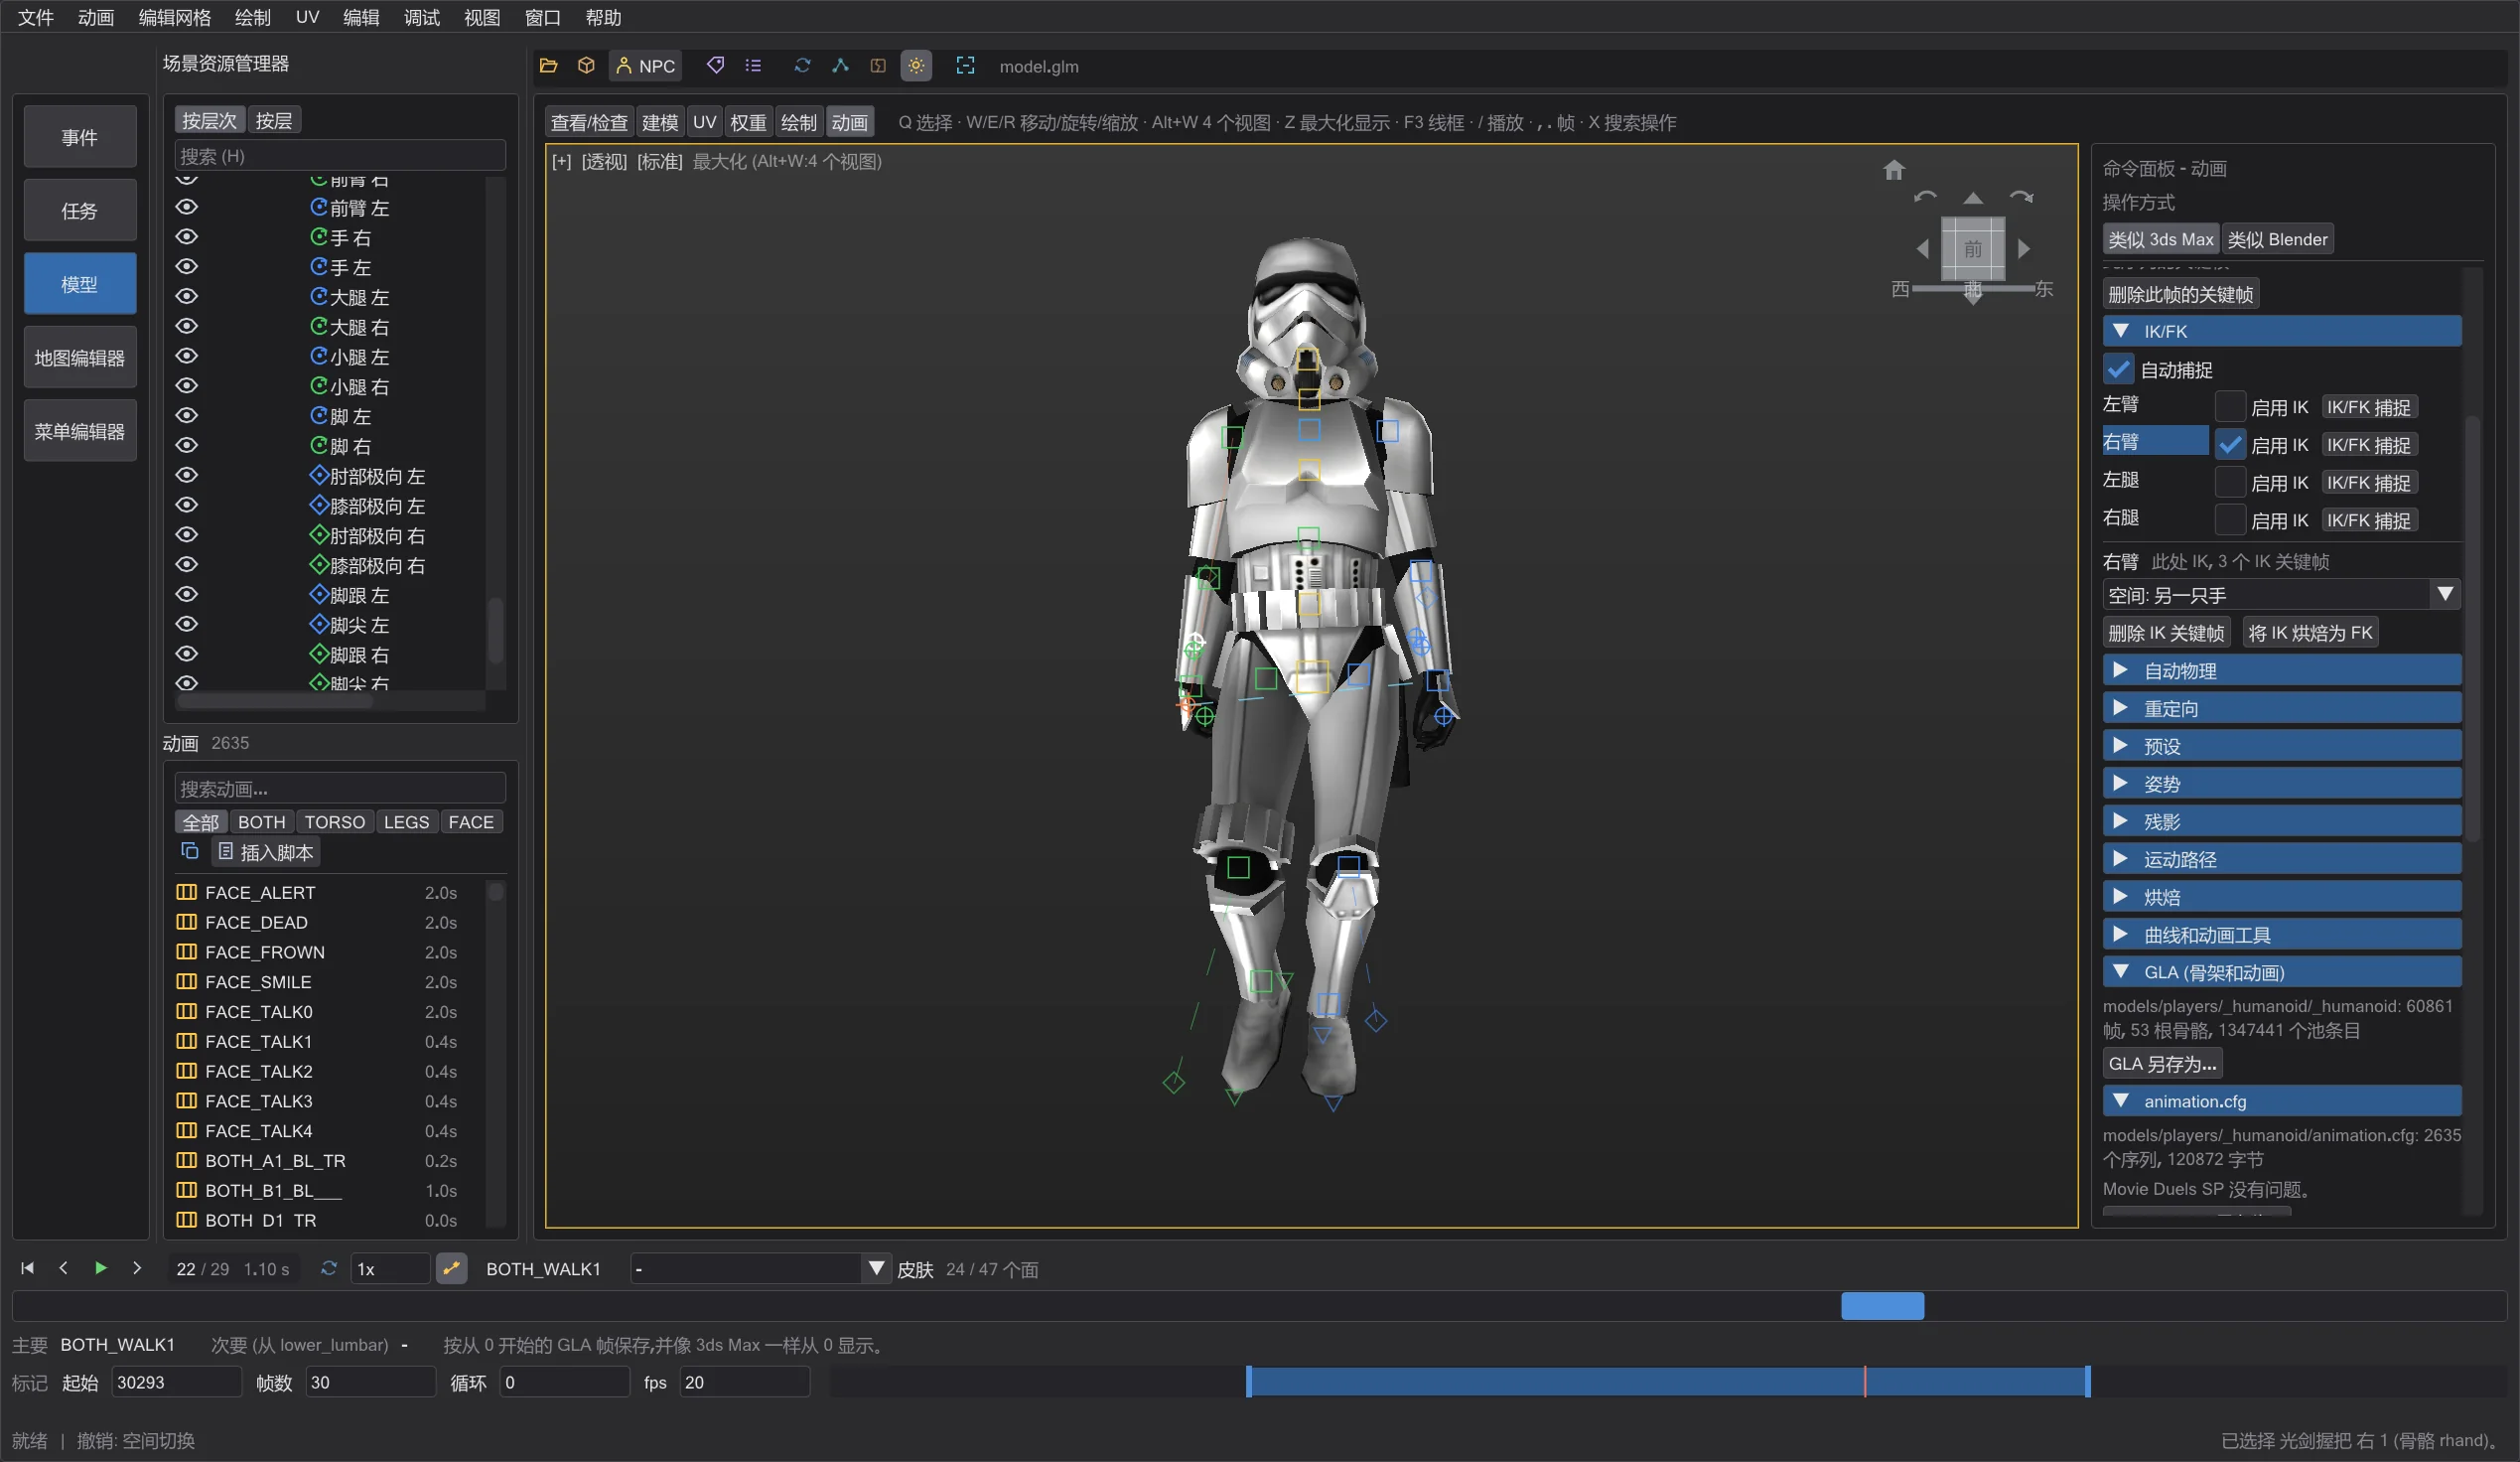 文件 动画 编辑网格 绘制 UV 编辑 调试 视图 窗口 帮助
场景资源管理器
NPC
model.glm
事件
任务
模型
地图编辑器
菜单编辑器
按层次 按层
搜索 (H)
前臂 右
前臂 左
手 右
手 左
大腿 左
大腿 右
小腿 左
小腿 右
脚 左
脚 右
肘部极向 左
膝部极向 左
肘部极向 右
膝部极向 右
脚跟 左
脚尖 左
脚跟 右
脚尖 右
动画 2635
搜索动画...
全部 BOTH TORSO LEGS FACE
插入脚本
FACE_ALERT 2.0s
FACE_DEAD 2.0s
FACE_FROWN 2.0s
FACE_SMILE 2.0s
FACE_TALK0 2.0s
FACE_TALK1 0.4s
FACE_TALK2 0.4s
FACE_TALK3 0.4s
FACE_TALK4 0.4s
BOTH_A1_BL_TR 0.2s
BOTH_B1_BL___ 1.0s
BOTH_D1_TR 0.0s
查看/检查 建模 UV 权重 绘制 动画 Q 选择 · W/E/R 移动/旋转/缩放 · Alt+W 4 个视图 · Z 最大化显示 · F3 线框 · / 播放 · , . 帧 · X 搜索操作
[+] [透视] [标准] 最大化 (Alt+W:4 个视图)
前
西 北 东
命令面板 - 动画
操作方式
类似 3ds Max 类似 Blender
删除此帧的关键帧
IK/FK
自动捕捉
左臂 启用 IK IK/FK 捕捉
右臂 启用 IK IK/FK 捕捉
左腿 启用 IK IK/FK 捕捉
右腿 启用 IK IK/FK 捕捉
右臂 此处 IK, 3 个 IK 关键帧
空间: 另一只手
删除 IK 关键帧 将 IK 烘焙为 FK
自动物理
重定向
预设
姿势
残影
运动路径
烘焙
曲线和动画工具
GLA (骨架和动画)
models/players/_humanoid/_humanoid: 60861
帧, 53 根骨骼, 1347441 个池条目
GLA 另存为...
animation.cfg
models/players/_humanoid/animation.cfg: 2635
个序列, 120872 字节
Movie Duels SP 没有问题。
22 / 29 1.10 s 1x BOTH_WALK1 - 皮肤 24 / 47 个面
主要 BOTH_WALK1 次要 (从 lower_lumbar) - 按从 0 开始的 GLA 帧保存,并像 3ds Max 一样从 0 显示。
标记 起始 30293 帧数 30 循环 0 fps 20
就绪 | 撤销: 空间切换
已选择 光剑握把 右 1 (骨骼 rhand)。